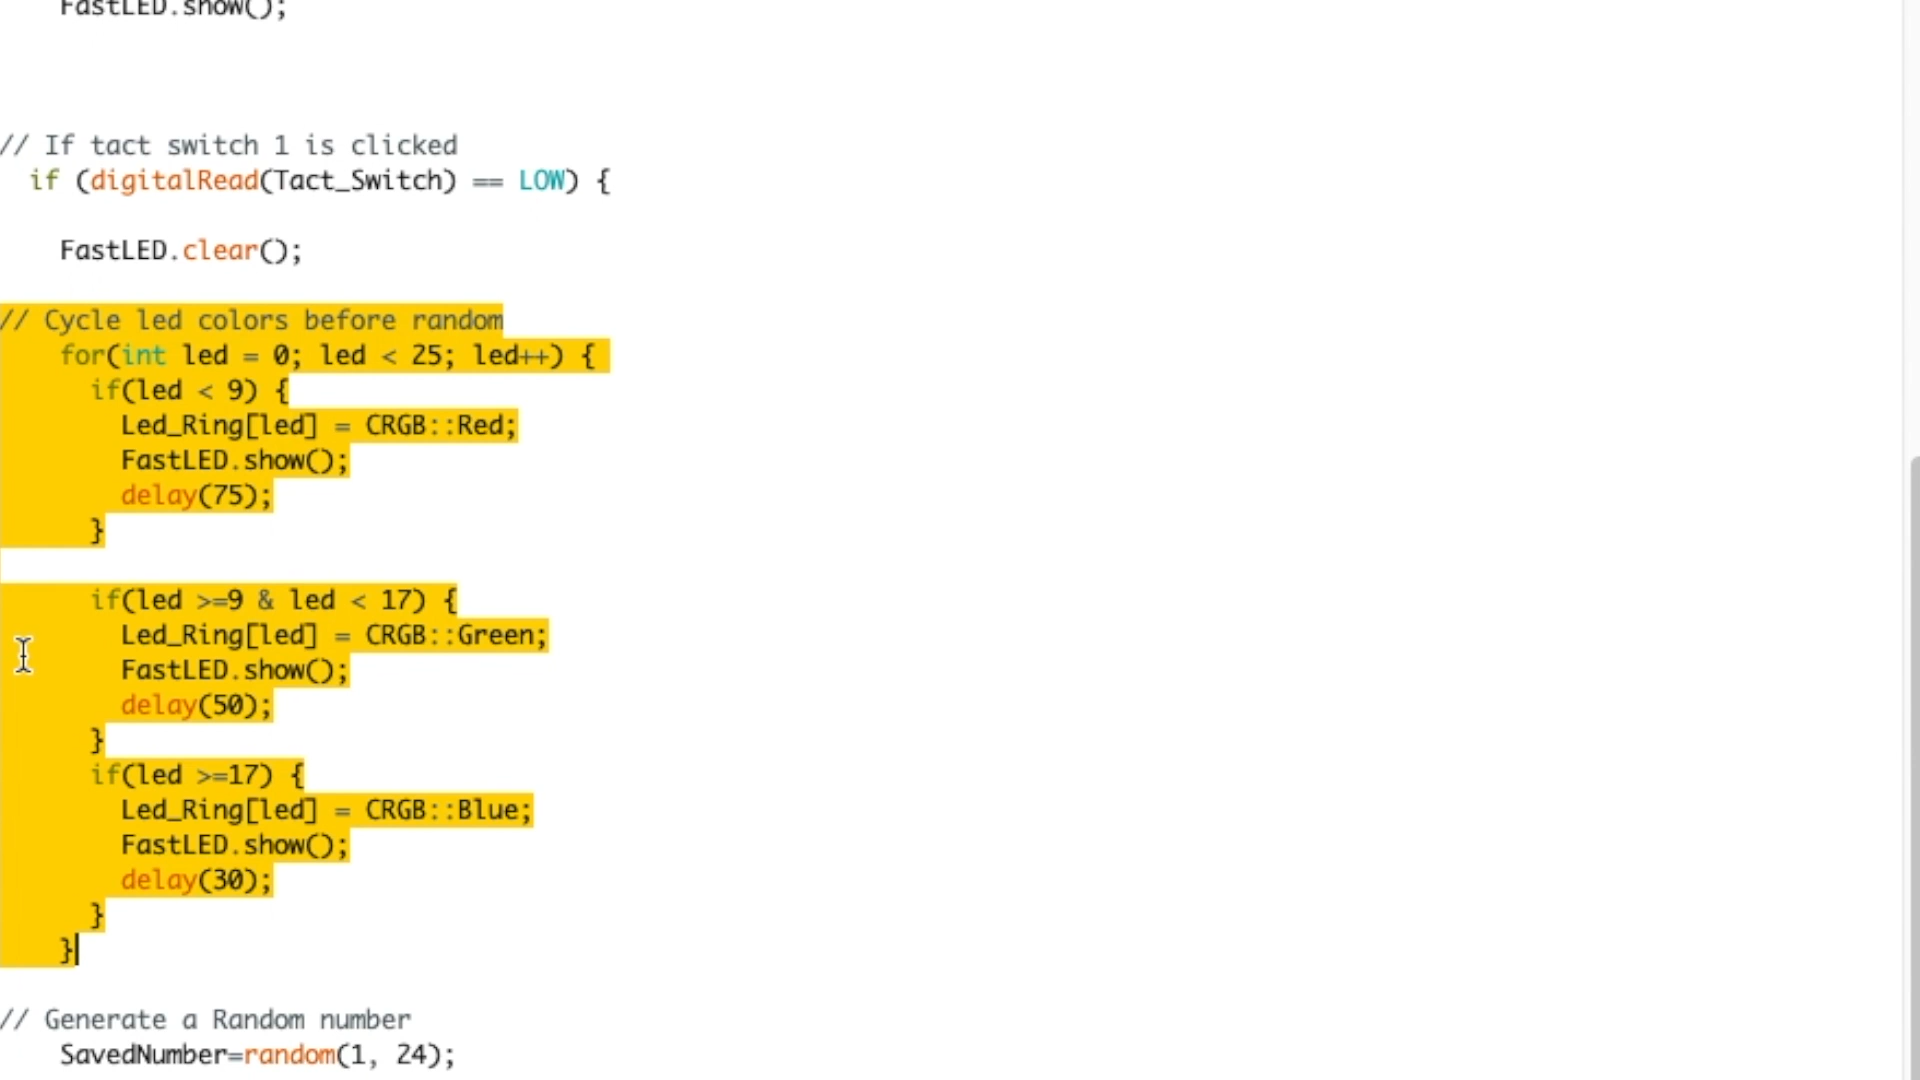 FastLED.show();
// If tact switch 1 is clicked
if (digitalRead(Tact_Switch) == LOW) {
FastLED.clear();
// Cycle led colors before random
for(int led = 0; led < 25; led++) {
if(led < 9) {
Led_Ring[led] = CRGB::Red;
FastLED.show();
delay(75);
}
if(led >=9 & led < 17) {
Led_Ring[led] = CRGB::Green;
FastLED.show();
delay(50);
}
if(led >=17) {
Led_Ring[led] = CRGB::Blue;
FastLED.show();
delay(30);
}
}
// Generate a Random number
SavedNumber=random(1, 24);